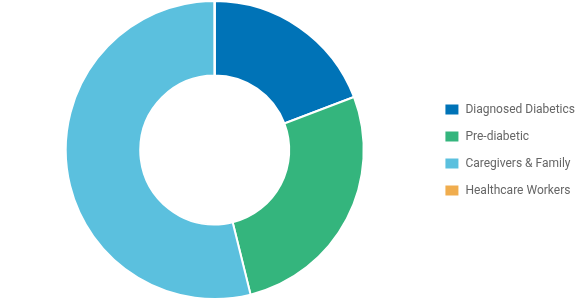 Diagnosed Diabetics
Pre-diabetic
Caregivers & Family
Healthcare Workers